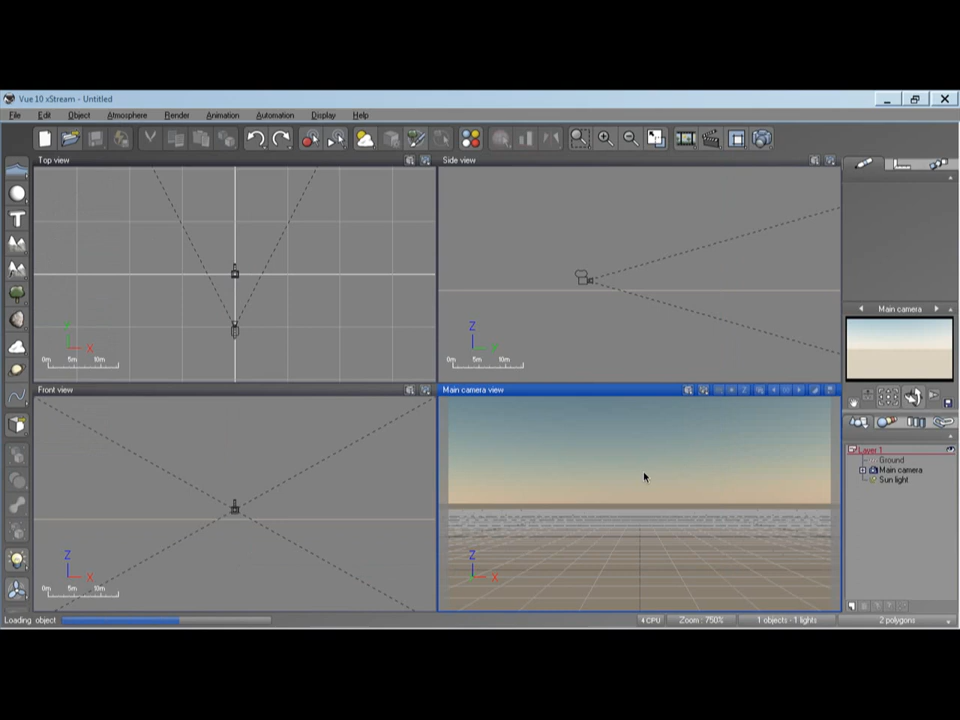 Vue 10 xStream - Untitled
File Edit Object Atmosphere Render Animation Automation Display Help
Top view
Side view
Y
X
0m 5m 10m
Z
0m 5m 10m
Main camera
Front view
Main camera view
Z
X
0m 5m 10m
Z
X
Layer 1
Ground
Main camera
Sun light
Loading object
CPU
Zoom : 750%
1 objects - 1 lights
2 polygons